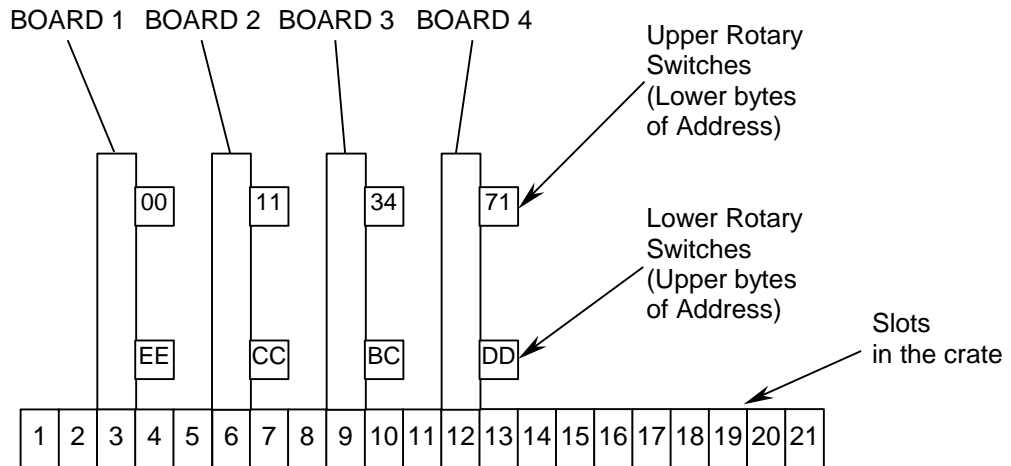 BOARD 1 BOARD 2 BOARD 3 BOARD 4
Upper Rotary
Switches
(Lower bytes
of Address)
00 11 34 71
Lower Rotary
Switches
(Upper bytes
of Address)
EE CC BC DD
Slots
in the crate
1 2 3 4 5 6 7 8 9 10 11 12 13 14 15 16 17 18 19 20 21